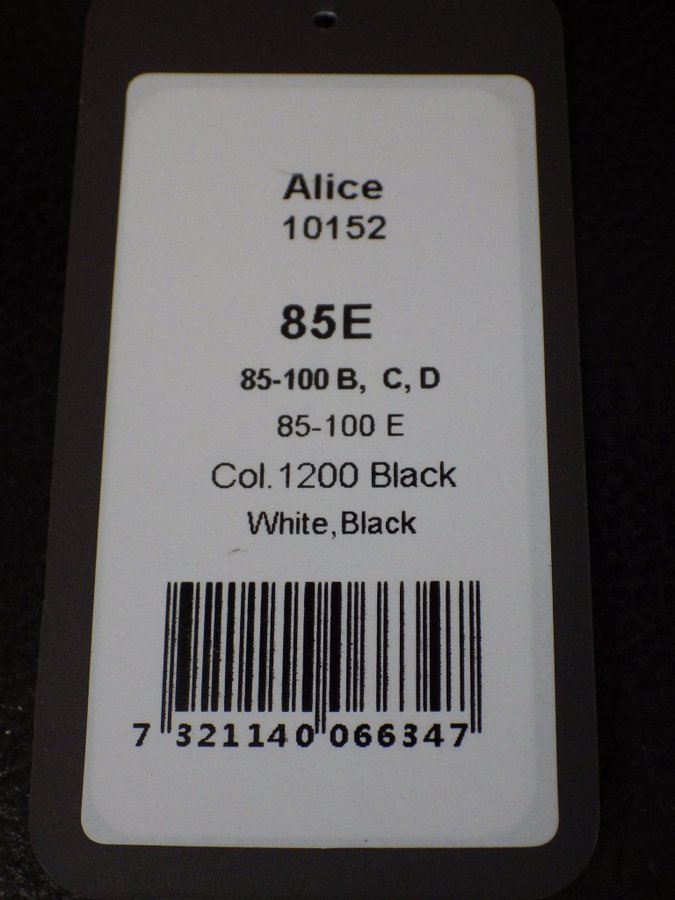 Alice
10152
85E
85-100 B, C, D
85-100 E
Col.1200 Black
White,Black
7 321140 066347